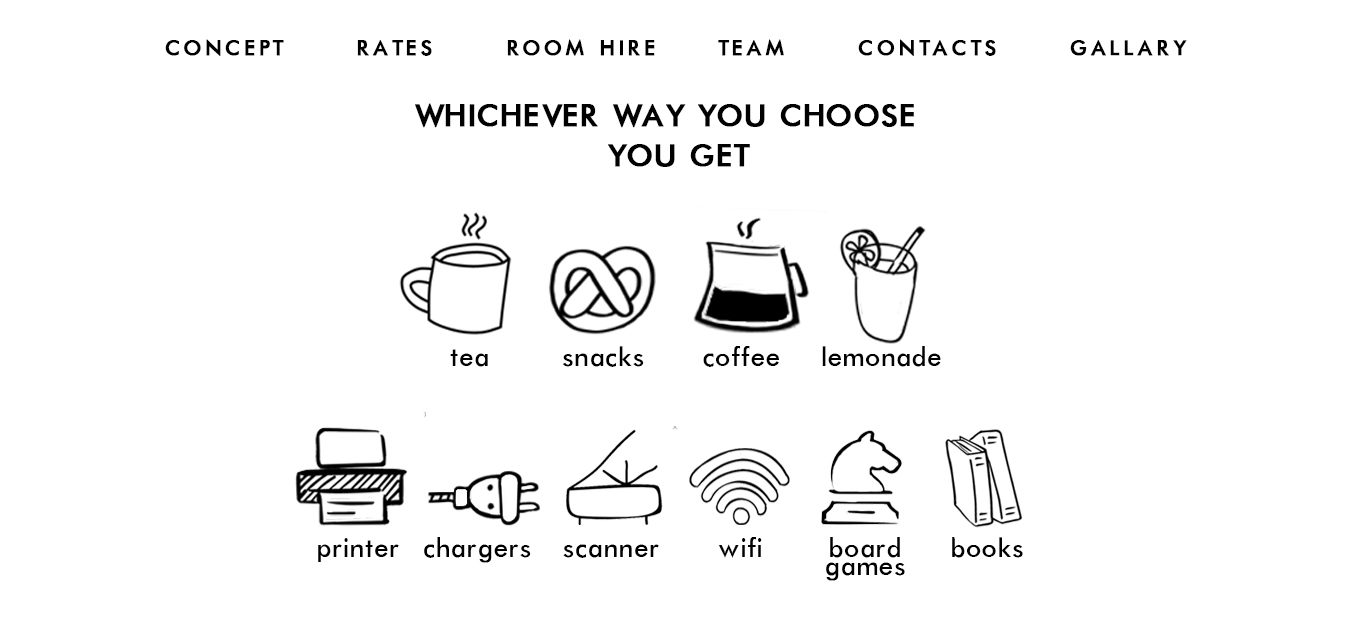 CONCEPT RATES ROOM HIRE TEAM CONTACTS GALLARY
WHICHEVER WAY YOU CHOOSE
YOU GET
tea snacks coffee lemonade
printer chargers scanner wifi board games books